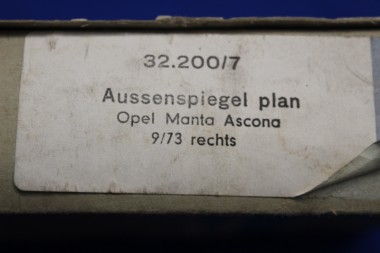 32.200/7
Aussenspiegel plan
Opel Manta Ascona
9/73 rechts